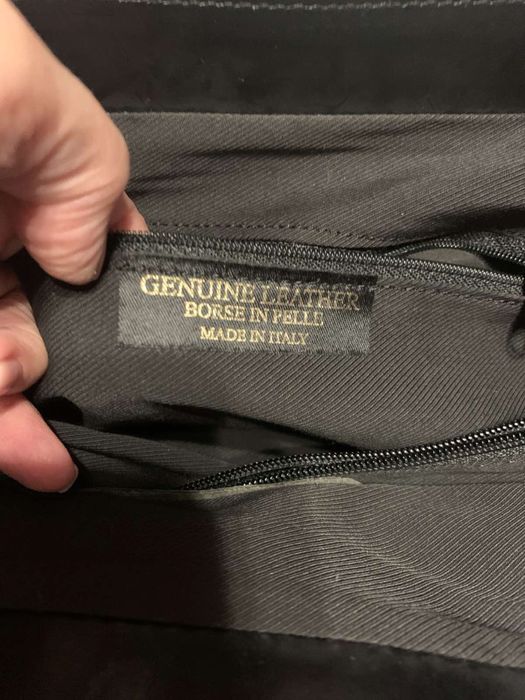 GENUINE LEATHER
BORSE IN PELLE
MADE IN ITALY